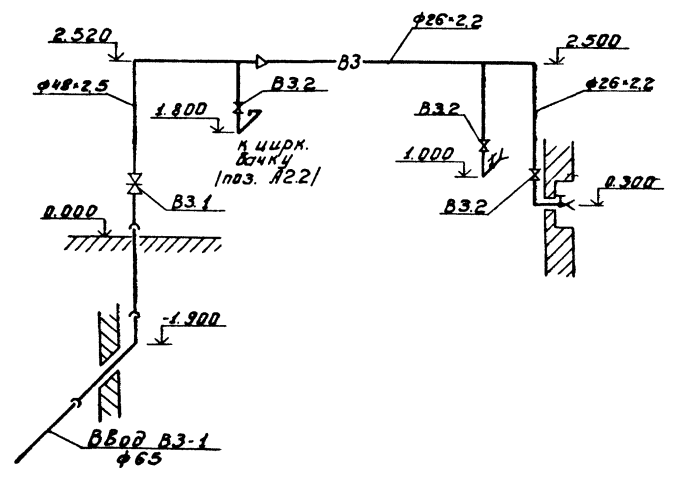 ф26×2,2
2.520
В3
2.500
ф48×2,5
В3.2
ф26×2,2
1.800
В3.2
к цирк.
бачку
/поз. А2.2/
1.000
В3.1
В3.2
0.300
0.000
-1.900
Ввод В3-1
ф65